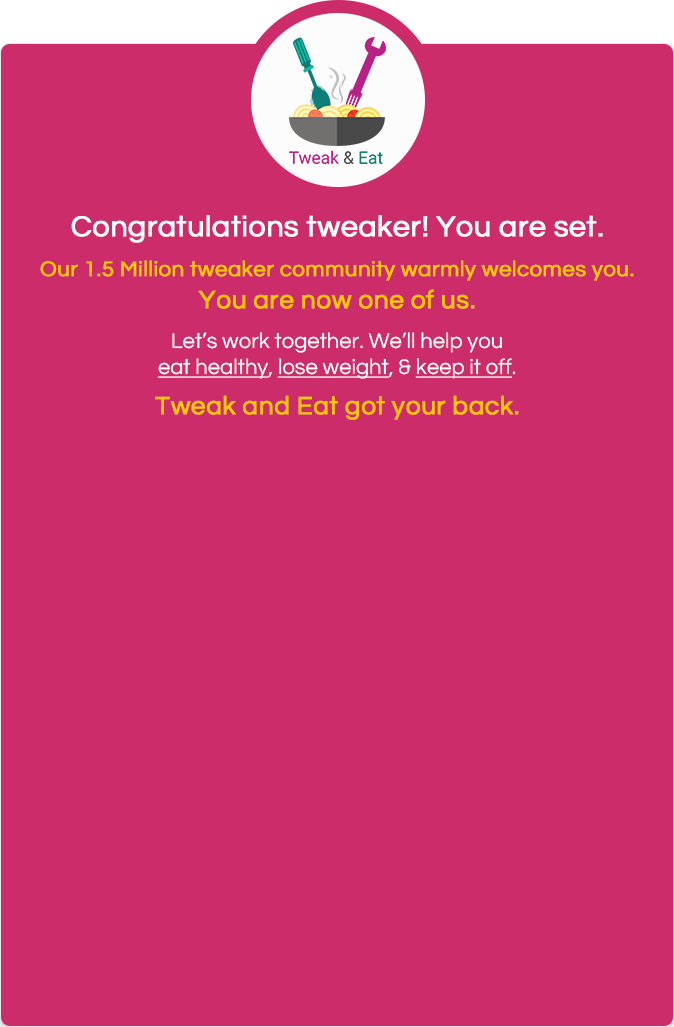 Tweak & Eat
Congratulations tweaker! You are set.
Our 1.5 Million tweaker community warmly welcomes you.
You are now one of us.
Let’s work together. We’ll help you
eat healthy, lose weight, & keep it off.
Tweak and Eat got your back.